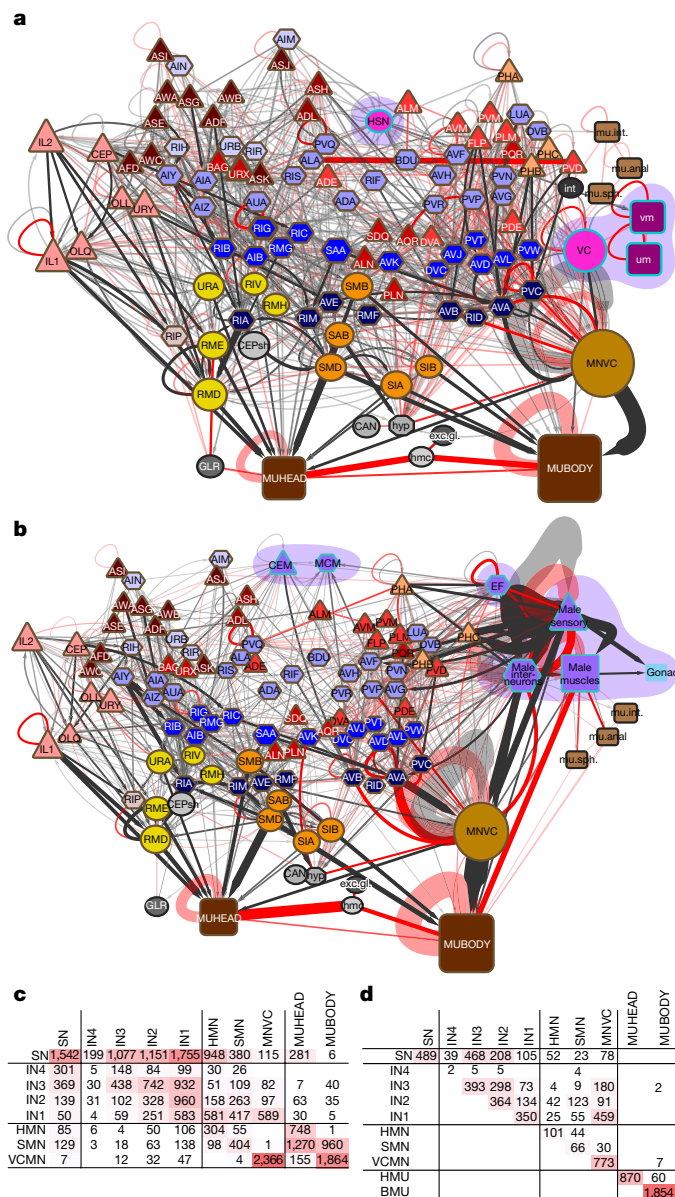 a
AIM
ASI
AIN
ASJ
PHA
AWA
ASG
AWB
ASH
ALM
LUA
HSN
ADL
AVM
PVM
DVB
mu.int.
ASE
ADF
IL2
CEP
RIH
URB
RIR
PVQ
FLP
PLM
AFD
AWC
BAG
URX
ASK
ALA
BDU
AVF
PQR
PHC
mu.anal
AIY
AIA
RIS
ADE
RIF
AVH
PVN
PHB
PVD
int
mu.sph.
OLL
URY
AIZ
AUA
ADA
PVR
PVP
AVG
vm
IL1
OLQ
RIG
RIC
SDQ
AQR
DVA
PDE
VC
um
RIB
AIB
RMG
SAA
ALN
AVK
PVT
AVJ
AVD
AVL
PVW
DVC
URA
RIV
RMH
SMB
PLN
PVC
RIA
AVE
RIM
RMF
AVB
RID
AVA
RIP
RME
CEPsh
SAB
MNVC
RMD
SMD
SIA
SIB
CAN
hyp
exc.gl.
GLR
MUHEAD
hmc
MUBODY
b
AIM
ASI
AIN
ASJ
CEM
MCM
EF
PHA
AWA
ASG
AWB
ASH
ALM
Male sensory
ASE
ADF
ADL
AVM
PVM
LUA
IL2
CEP
RIH
URB
PVQ
FLP
PLM
DVB
PHC
AFD
AWC
AIY
BAG
URX
ASK
RIS
ADE
BDU
AVH
AVF
PQR
PHB
PVD
Male inter-neurons
Male muscles
Gonad
AIA
RIF
PVN
OLL
URY
AIZ
AUA
ADA
PVR
PVP
AVG
mu.int.
IL1
OLQ
RIG
RIC
SDQ
DVA
PDE
mu.anal
RIB
RMG
AIB
SAA
AQR
AVK
PVT
AVJ
AVL
PVW
DVC
AVD
mu.sph.
URA
RIV
ALN
PLN
RMH
SMB
PVC
RIA
RIM
AVE
RMF
AVB
RID
AVA
RIP
RME
CEPsh
SAB
SMD
SIB
MNVC
RMD
SIA
CAN
hyp
exc.gl.
GLR
MUHEAD
hmc
MUBODY
c
SN IN4 IN3 IN2 IN1 HMN SMN MNVC MUHEAD MUBODY
SN 1,542 199 1,077 1,151 1,755 948 380 115 281 6
IN4 301 5 148 84 99 30 26
IN3 369 30 438 742 932 51 109 82 7 40
IN2 139 31 102 328 960 158 263 97 63 35
IN1 50 4 59 251 583 581 417 589 30 5
HMN 85 6 4 50 106 304 55 748 1
SMN 129 3 18 63 138 98 404 1 1,270 960
VCMN 7 12 32 47 4 2,366 155 1,864
d
SN IN4 IN3 IN2 IN1 HMN SMN MNVC MUHEAD MUBODY
SN 489 39 468 208 105 52 23 78
IN4 2 5 5 4
IN3 393 298 73 4 9 180 2
IN2 364 134 42 123 91
IN1 350 25 55 459
HMN 101 44
SMN 66 30
VCMN 773 7
HMU 870 60
BMU 1,854